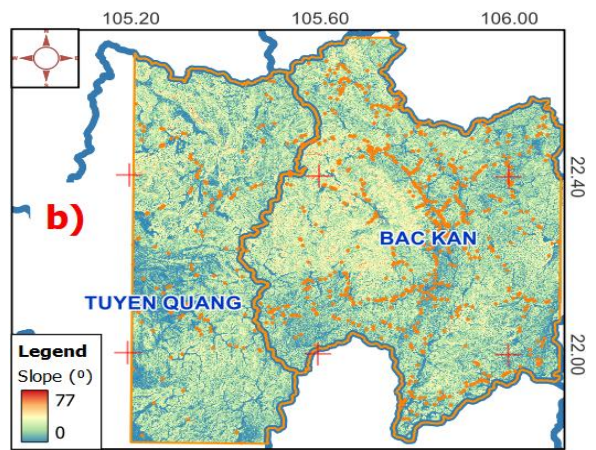 105.20 105.60 106.00
22.40
b)
BAC KAN
TUYEN QUANG
Legend
Slope (º)
77
0
22.00